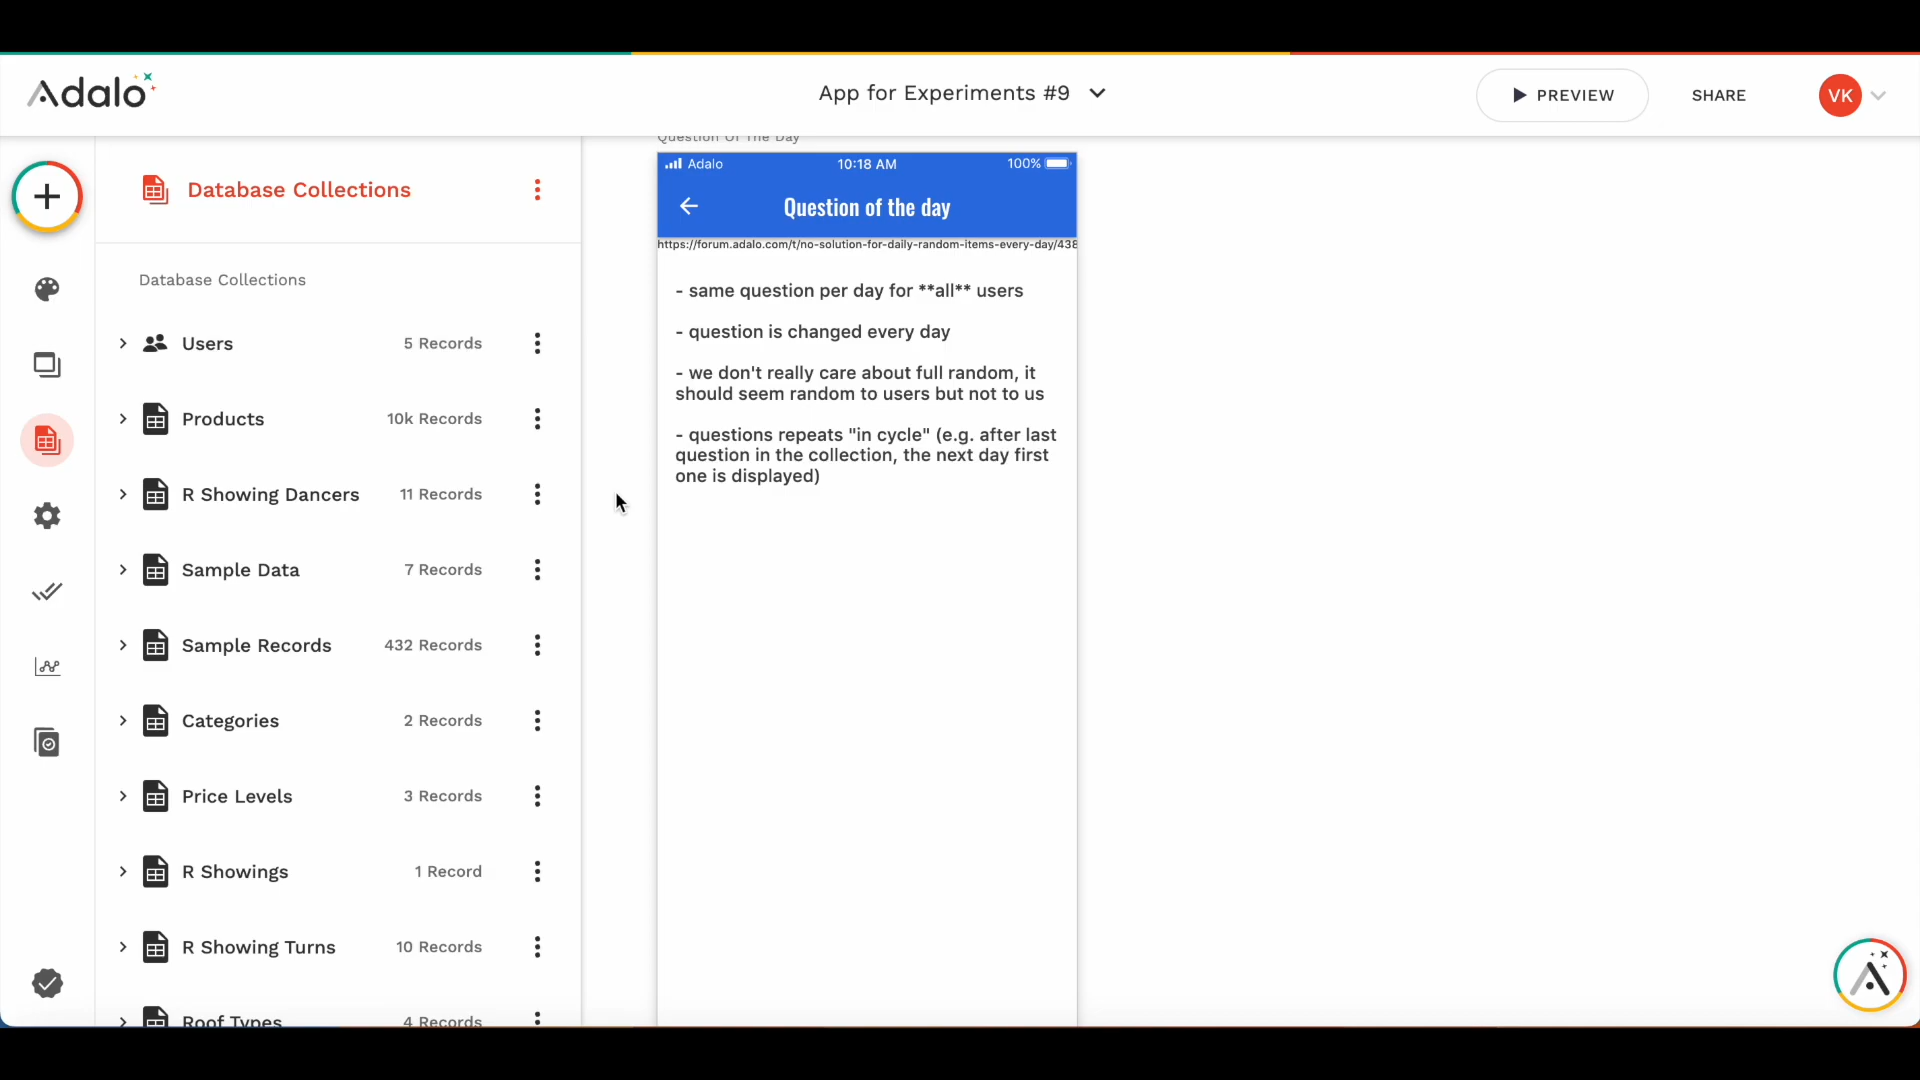 Adalo
App for Experiments #9
PREVIEW
SHARE
VK
Database Collections
Database Collections
Users 5 Records
Products 10k Records
R Showing Dancers 11 Records
Sample Data 7 Records
Sample Records 432 Records
Categories 2 Records
Price Levels 3 Records
R Showings 1 Record
R Showing Turns 10 Records
Roof Types 4 Records
Question Of The Day
Adalo 10:18 AM 100%
Question of the day
https://forum.adalo.com/t/no-solution-for-daily-random-items-every-day/438
- same question per day for **all** users
- question is changed every day
- we don't really care about full random, it
should seem random to users but not to us
- questions repeats "in cycle" (e.g. after last
question in the collection, the next day first
one is displayed)